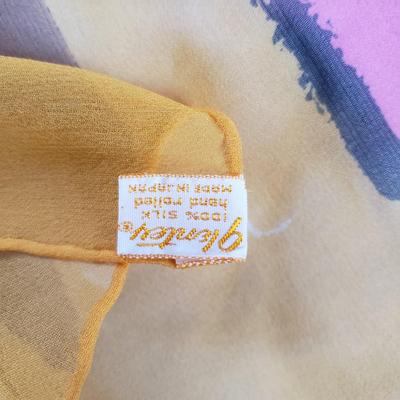 Glentex®
100% SILK
hand rolled
MADE IN JAPAN